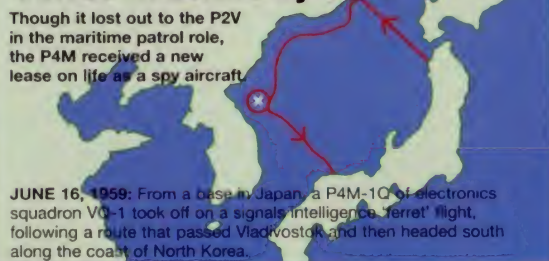 Though it lost out to the P2V
in the maritime patrol role,
the P4M received a new
lease on life as a spy aircraft.
JUNE 16, 1959: From a base in Japan, a P4M-1Q of electronics
squadron VQ-1 took off on a signals intelligence 'ferret' flight,
following a route that passed Vladivostok and then headed south
along the coast of North Korea.